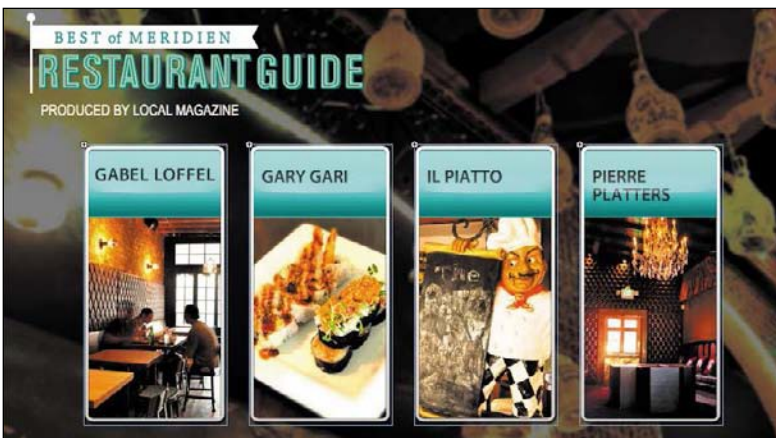 BEST of MERIDIEN
RESTAURANT GUIDE
PRODUCED BY LOCAL MAGAZINE
GABEL LOFFEL
GARY GARI
IL PIATTO
PIERRE
PLATTERS